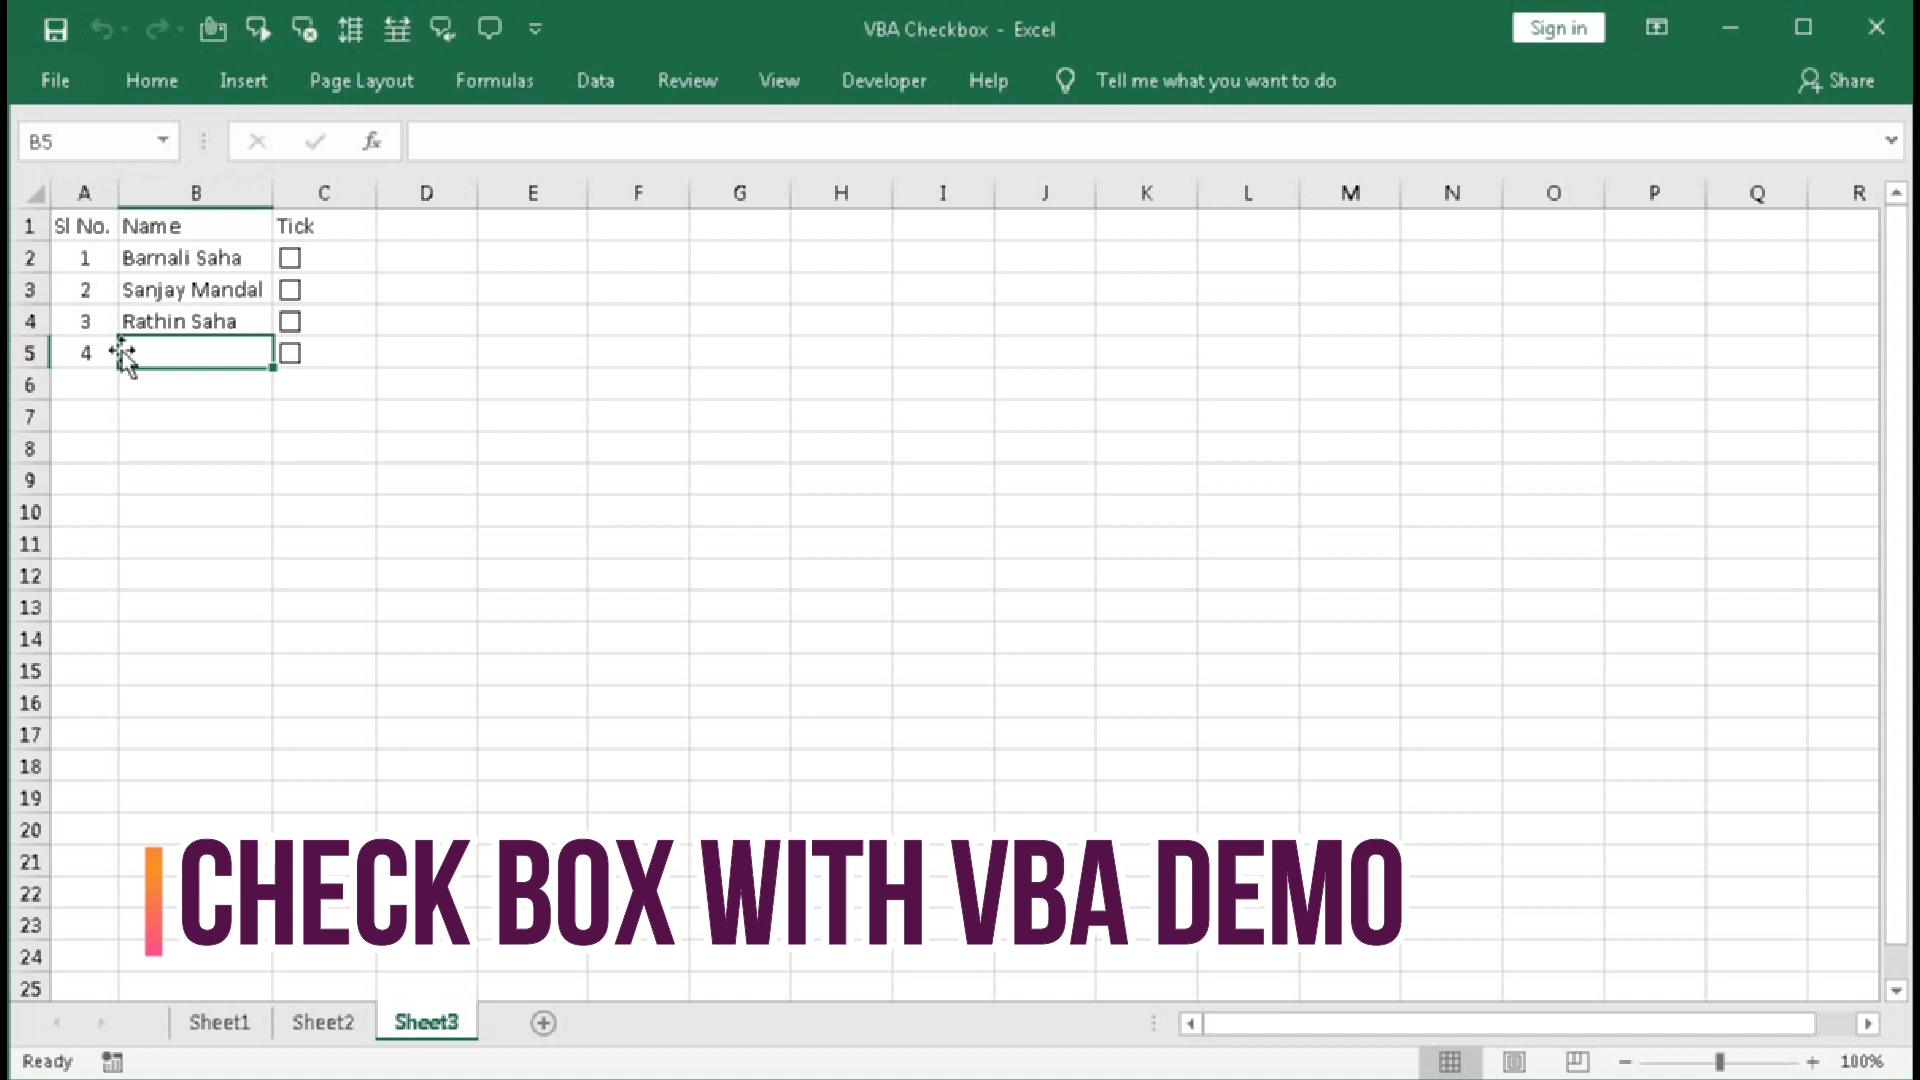 VBA Checkbox - Excel
Sign in
File Home Insert Page Layout Formulas Data Review View Developer Help Tell me what you want to do Share
B5 fx
A B C D E F G H I J K L M N O P Q R
1 Sl No. Name Tick
2 1 Barnali Saha
3 2 Sanjay Mandal
4 3 Rathin Saha
5 4
6
7
8
9
10
11
12
13
14
15
16
17
18
19
20
21
22
23
24
25
CHECK BOX WITH VBA DEMO
Sheet1 Sheet2 Sheet3
Ready 100%